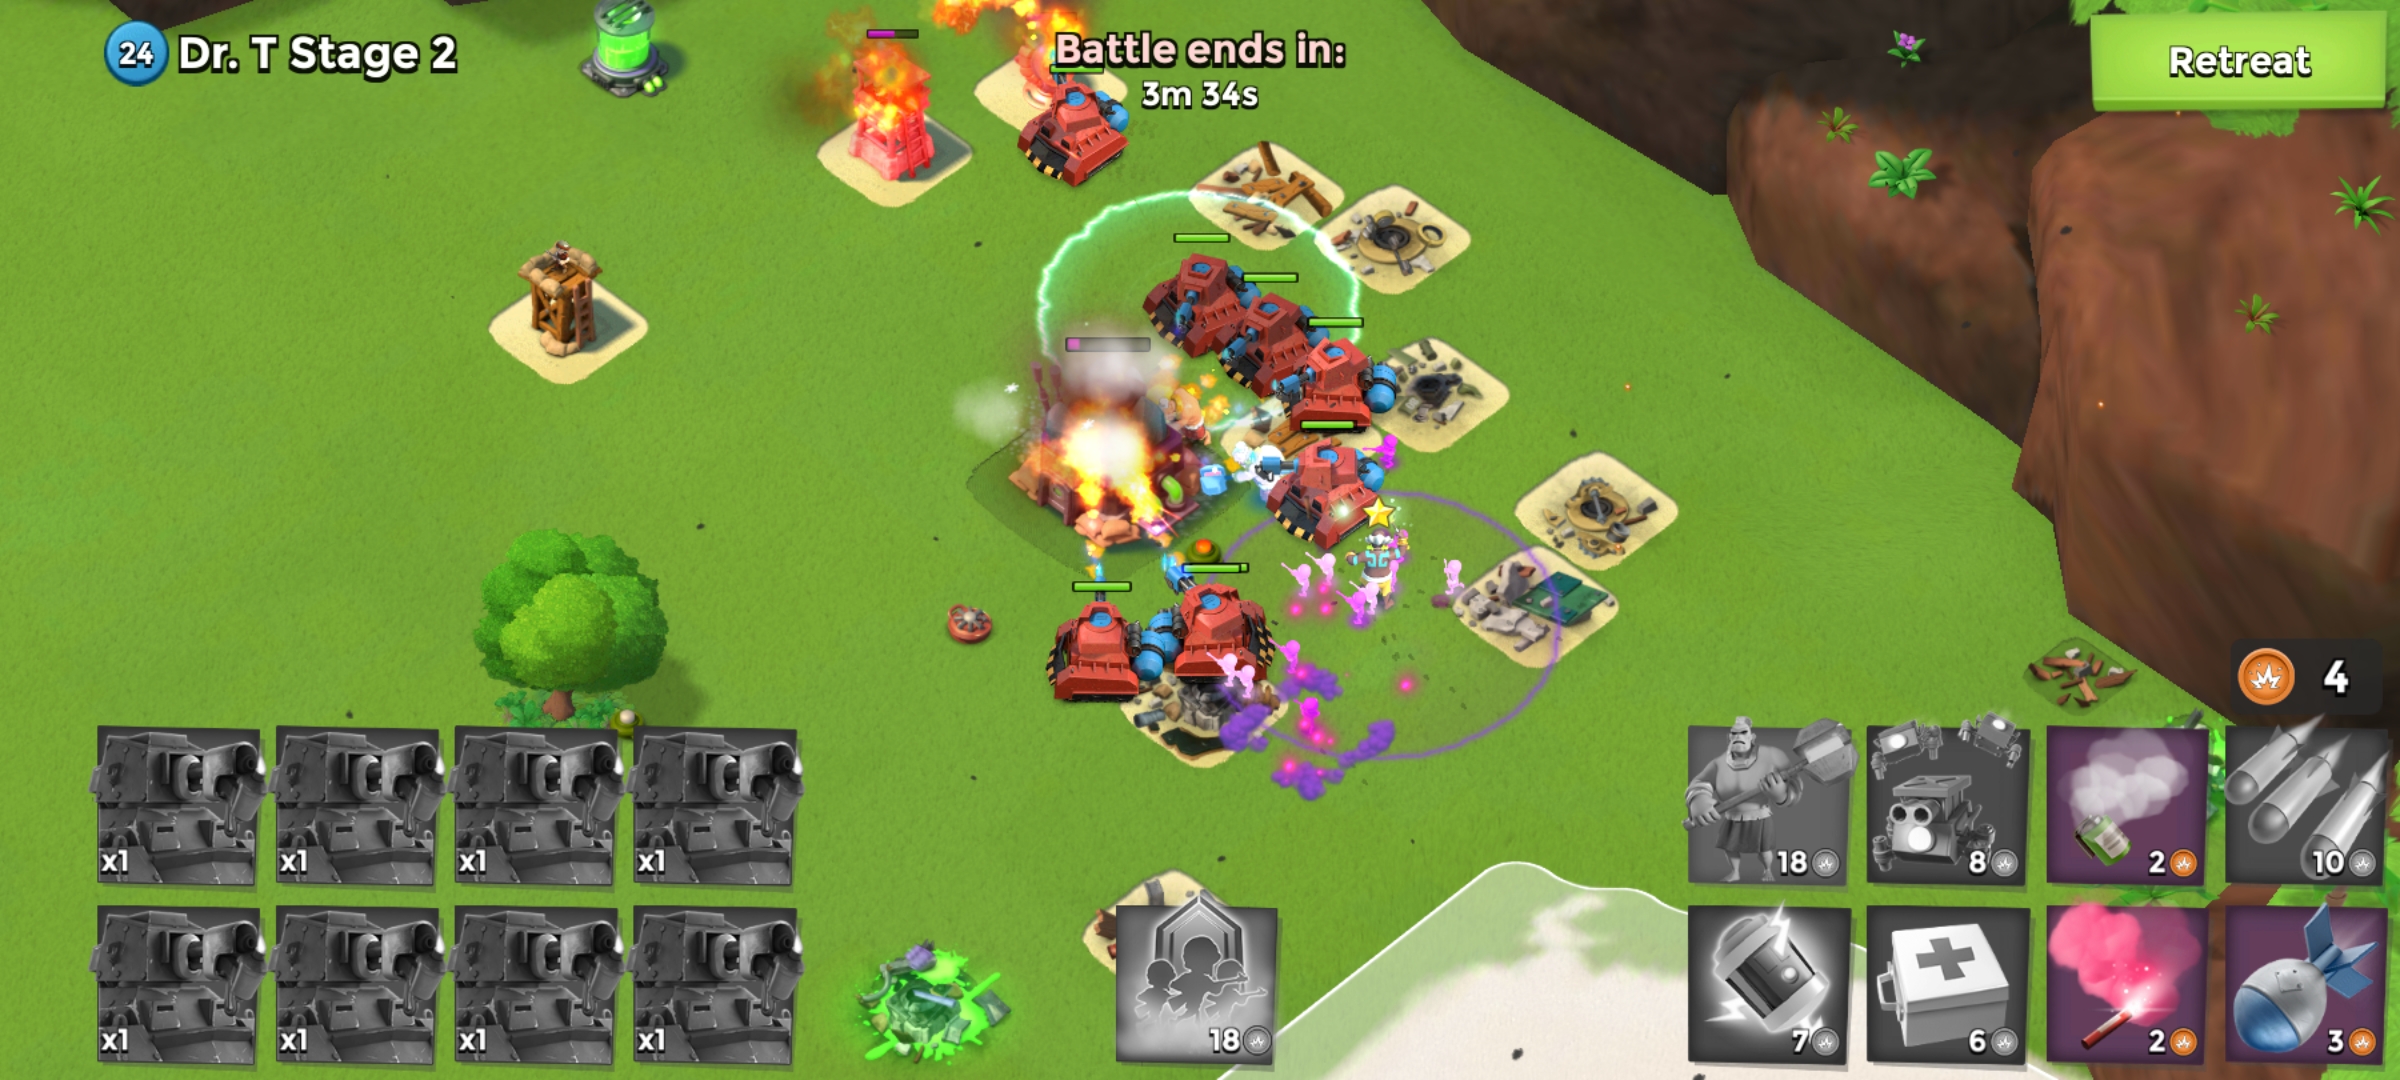 24 Dr. T Stage 2
Battle ends in:
3m 34s
Retreat
4
x1 x1 x1 x1
18 8 2 10
x1 x1 x1 x1
18
7 6 2 3